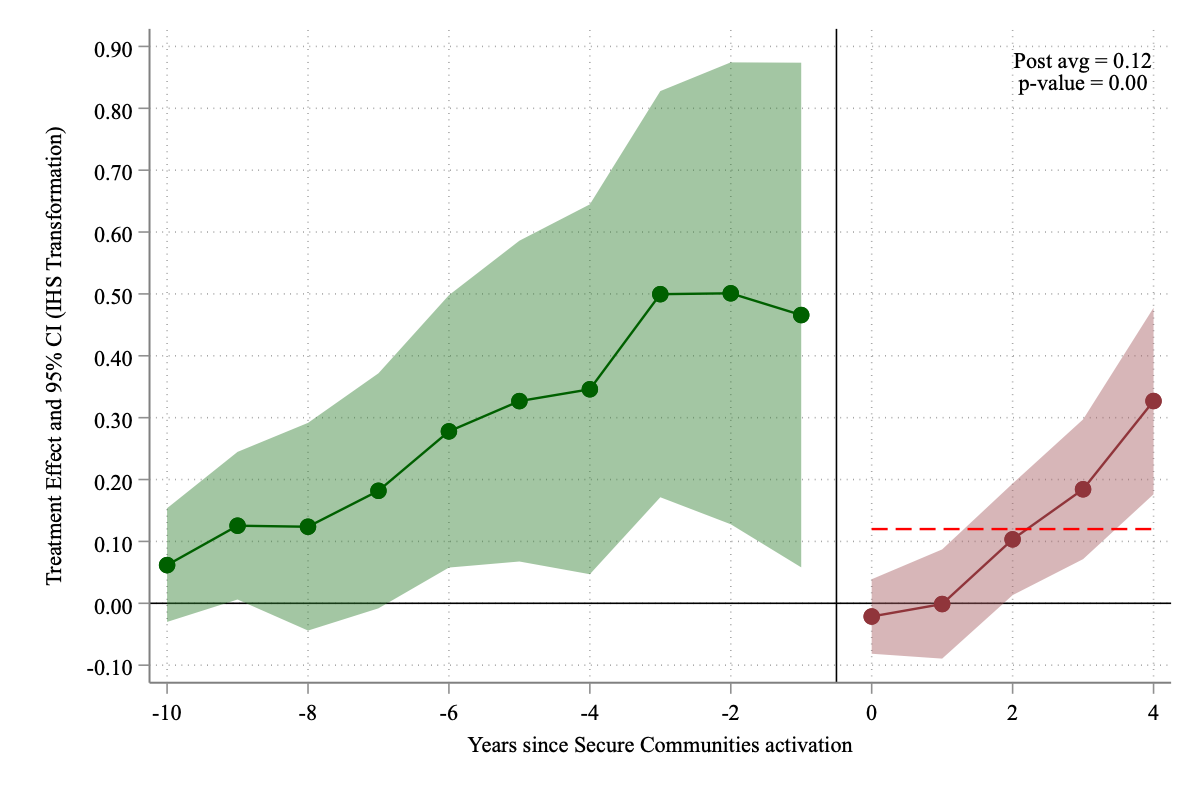 Post avg = 0.12
p-value = 0.00
Treatment Effect and 95% CI (IHS Transformation)
0.90
0.80
0.70
0.60
0.50
0.40
0.30
0.20
0.10
0.00
-0.10
-10 -8 -6 -4 -2 0 2 4
Years since Secure Communities activation